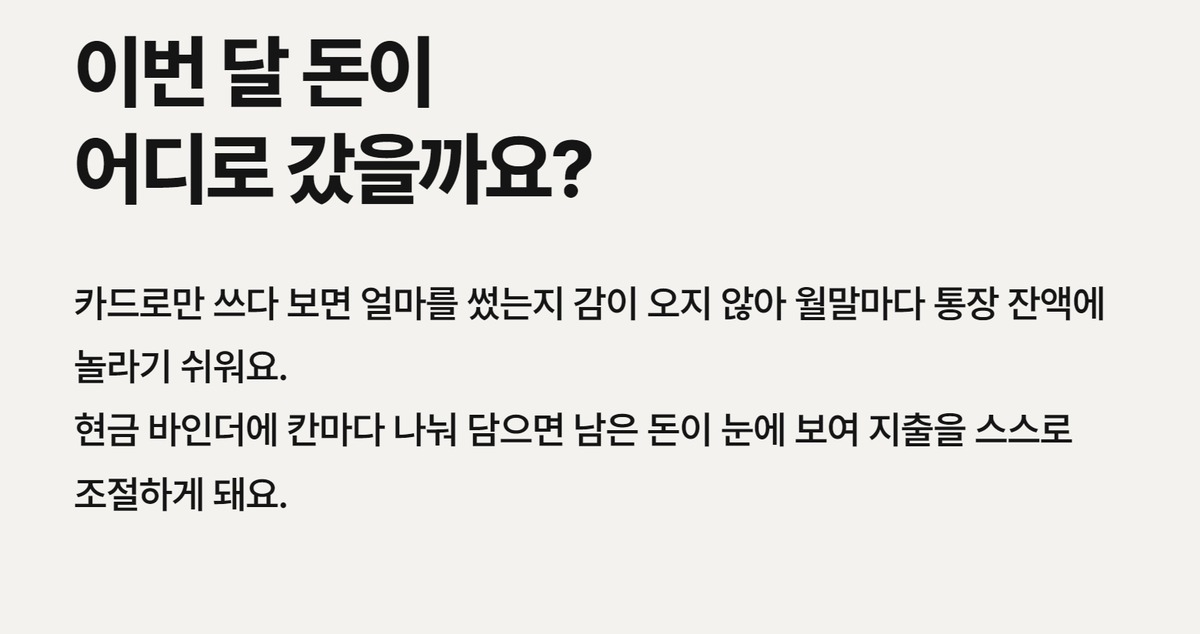 이번 달 돈이
어디로 갔을까요?
카드로만 쓰다 보면 얼마를 썼는지 감이 오지 않아 월말마다 통장 잔액에
놀라기 쉬워요.
현금 바인더에 칸마다 나눠 담으면 남은 돈이 눈에 보여 지출을 스스로
조절하게 돼요.